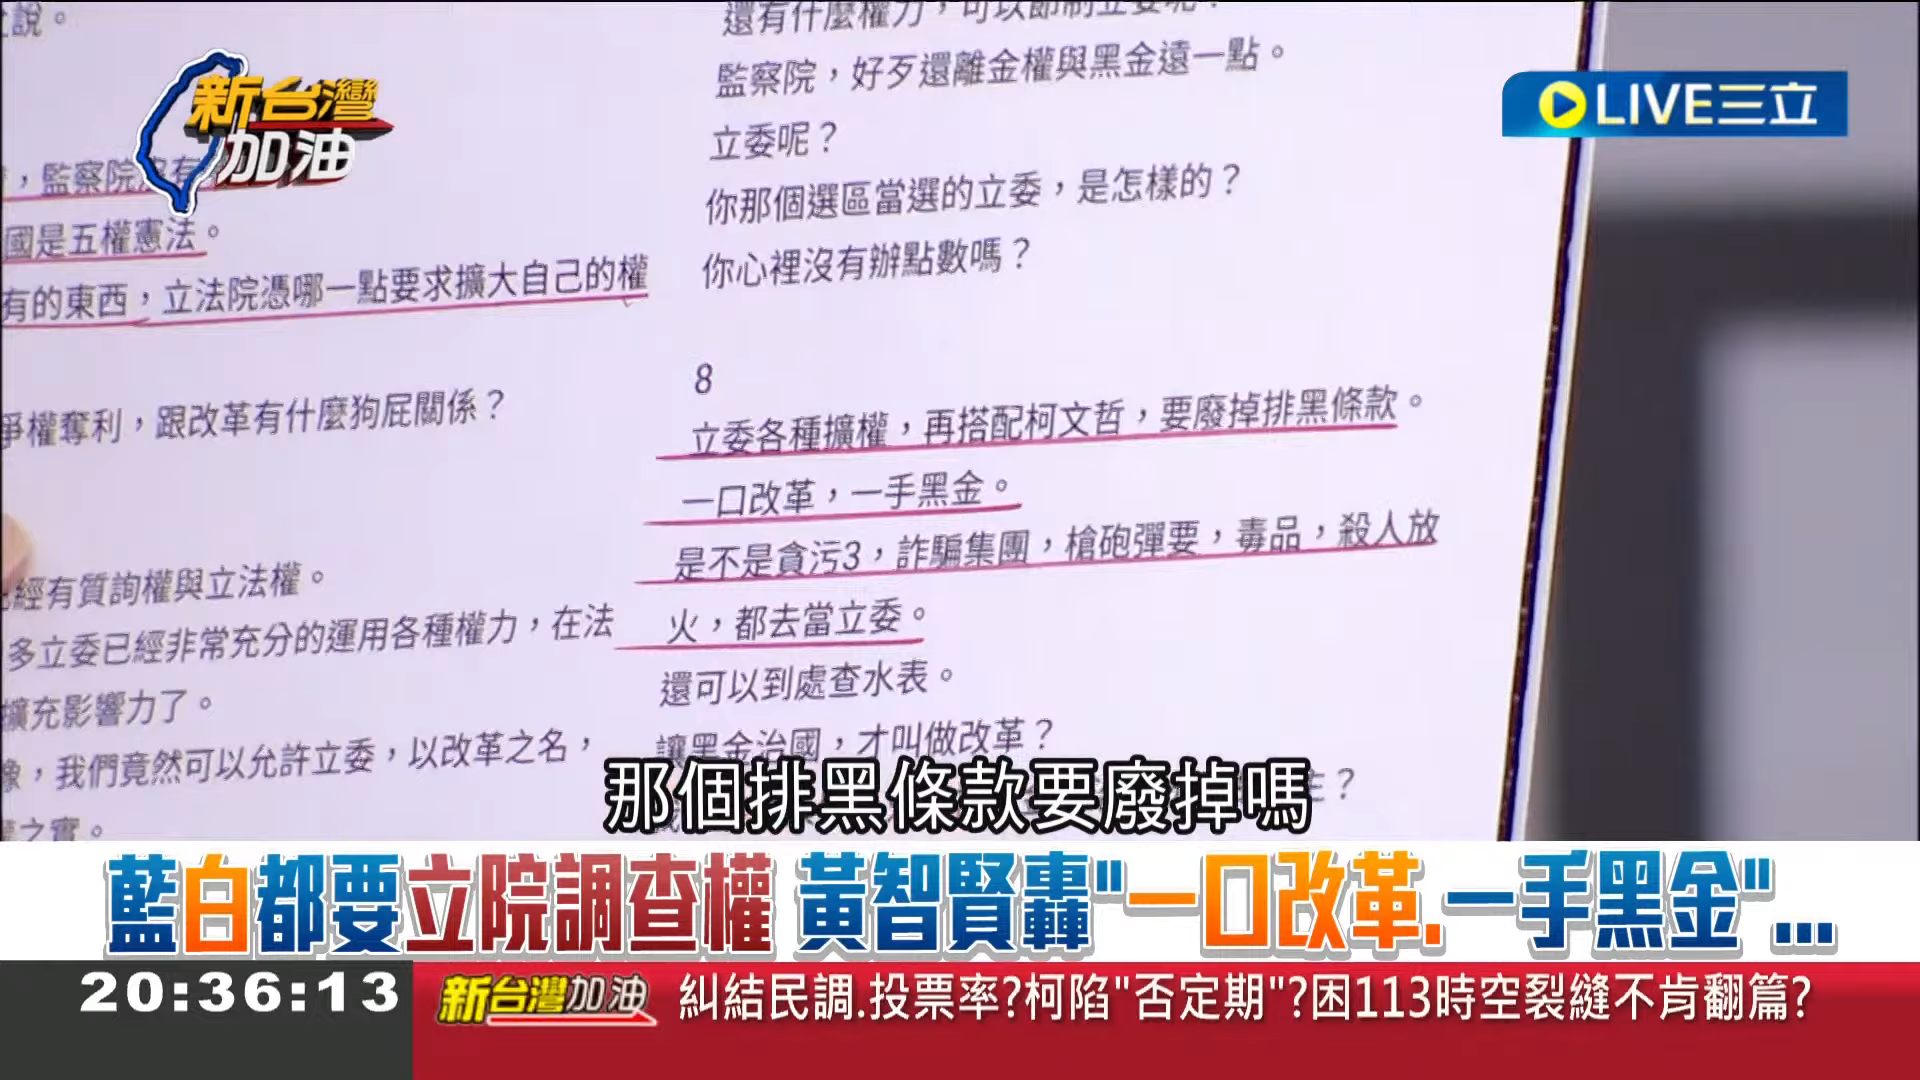 說。
，監察院沒有
國是五權憲法。
有的東西，立法院憑哪一點要求擴大自己的權
爭權奪利，跟改革有什麼狗屁關係？
經有質詢權與立法權。
多立委已經非常充分的運用各種權力，在法
擴充影響力了。
像，我們竟然可以允許立委，以改革之名，
之實。
還有什麼權力，可以節制立委呢？
監察院，好歹還離金權與黑金遠一點。
立委呢？
你那個選區當選的立委，是怎樣的？
你心裡沒有辦點數嗎？
8
立委各種擴權，再搭配柯文哲，要廢掉排黑條款。
一口改革，一手黑金。
是不是貪污3，詐騙集團，槍砲彈要，毒品，殺人放
火，都去當立委。
還可以到處查水表。
讓黑金治國，才叫做改革？
主？
新台灣
加油
LIVE三立
那個排黑條款要廢掉嗎
藍白都要立院調查權 黃智賢轟"一口改革.一手黑金"...
20:36:13
新台灣加油
糾結民調.投票率?柯陷"否定期"?困113時空裂縫不肯翻篇?